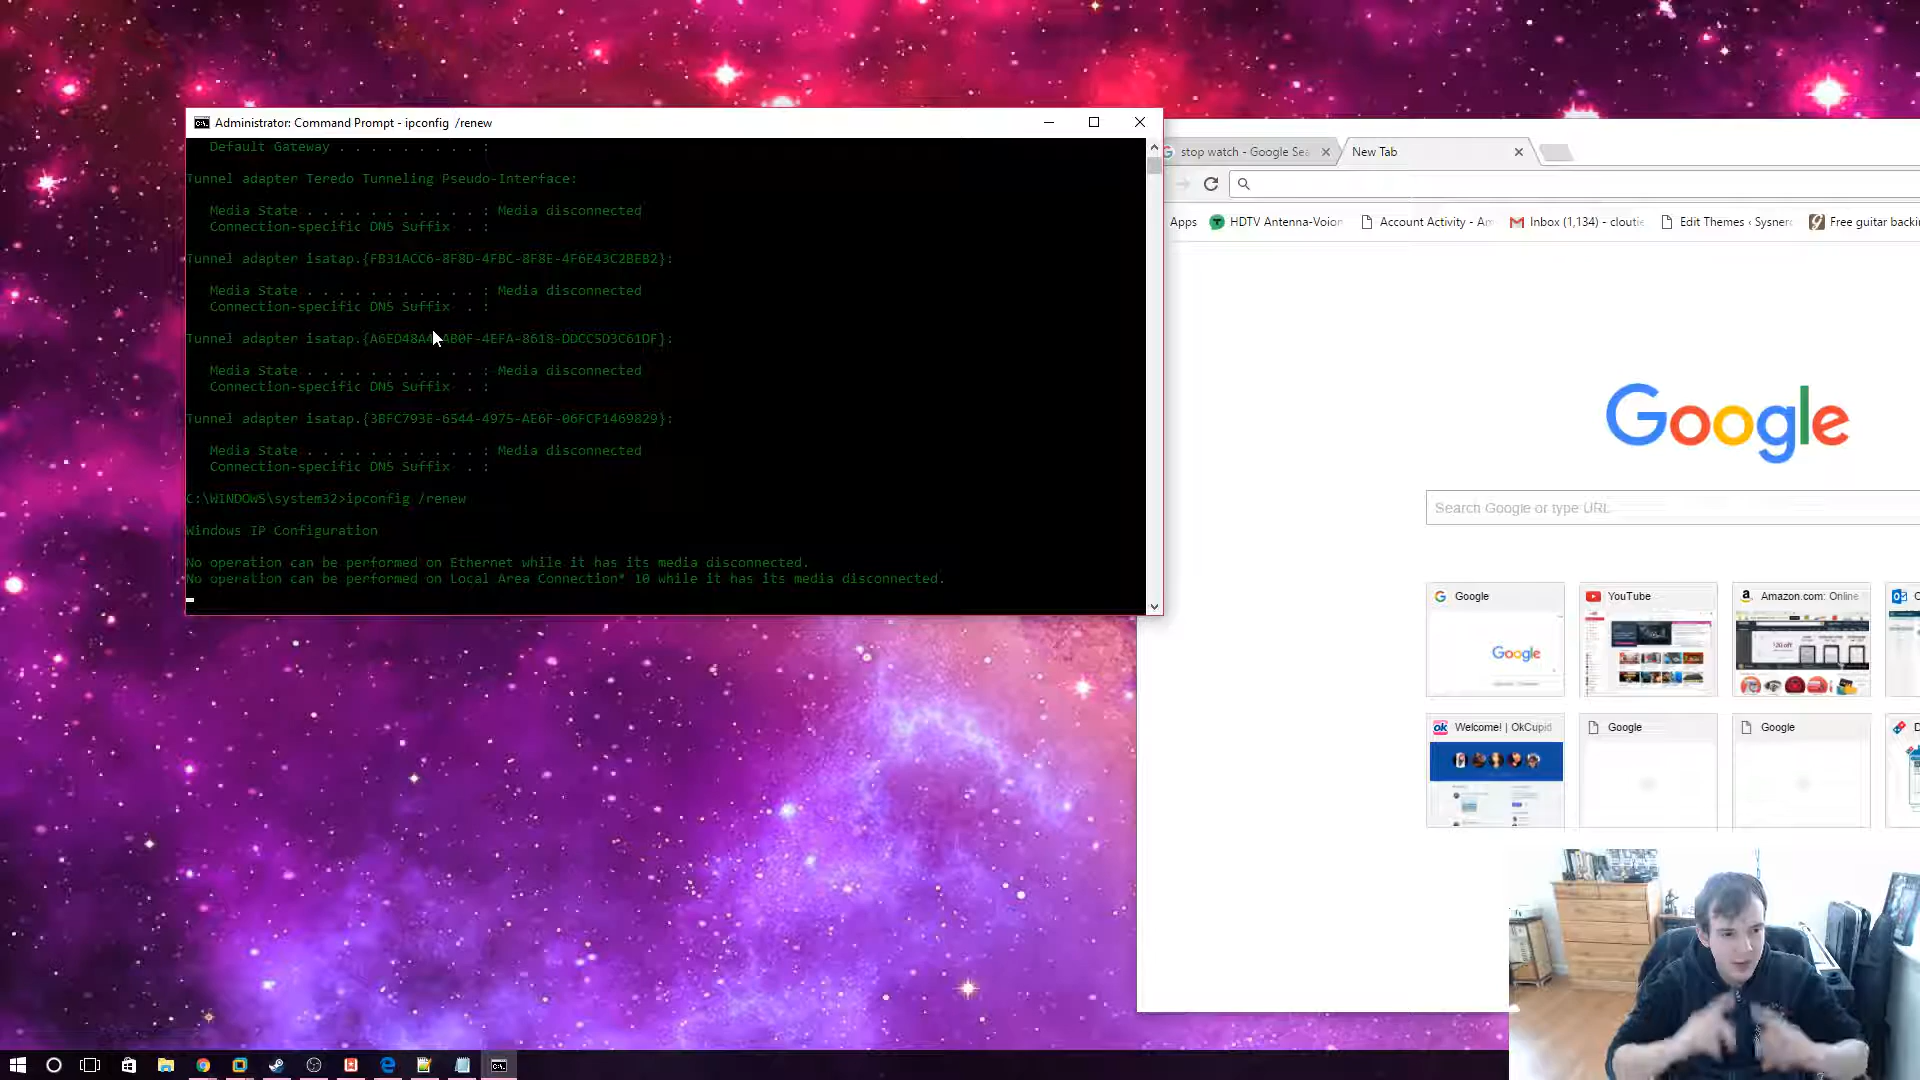 Administrator: Command Prompt - ipconfig /renew
Default Gateway . . . . . . . . . :
Tunnel adapter Teredo Tunneling Pseudo-Interface:
Media State . . . . . . . . . . . : Media disconnected
Connection-specific DNS Suffix . :
Tunnel adapter isatap.{FB31ACC6-8F8D-4FBC-8F8E-4F6E43C2BEB2}:
Media State . . . . . . . . . . . : Media disconnected
Connection-specific DNS Suffix . :
Tunnel adapter isatap.{A6ED48A4 AB0F-4EFA-8618-DDCC5D3C61DF}:
Media State . . . . . . . . . . . : Media disconnected
Connection-specific DNS Suffix . :
Tunnel adapter isatap.{3BFC793E-6544-4975-AE6F-06FCF1469829}:
Media State . . . . . . . . . . . : Media disconnected
Connection-specific DNS Suffix . :
C:\WINDOWS\system32>ipconfig /renew
Windows IP Configuration
No operation can be performed on Ethernet while it has its media disconnected.
No operation can be performed on Local Area Connection* 10 while it has its media disconnected.
stop watch - Google Sea
New Tab
Apps HDTV Antenna-Voion Account Activity - Am Inbox (1,134) - cloutie Edit Themes ‹ Sysner Free guitar backi
Google
Search Google or type URL
Google YouTube Amazon.com: Online
Google
Welcome! | OkCupid Google Google